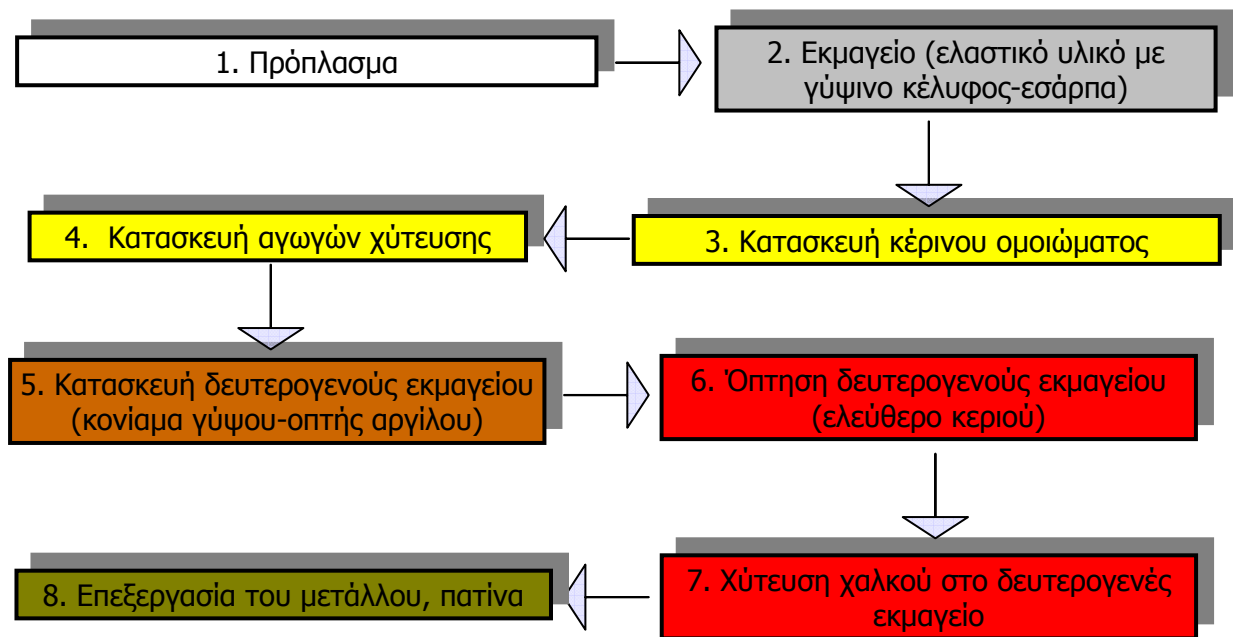 1. Πρόπλασμα
2. Εκμαγείο (ελαστικό υλικό με
γύψινο κέλυφος-εσάρπα)
3. Κατασκευή κέρινου ομοιώματος
4. Κατασκευή αγωγών χύτευσης
5. Κατασκευή δευτερογενούς εκμαγείου
(κονίαμα γύψου-οπτής αργίλου)
6. Όπτηση δευτερογενούς εκμαγείου
(ελεύθερο κεριού)
7. Χύτευση χαλκού στο δευτερογενές
εκμαγείο
8. Επεξεργασία του μετάλλου, πατίνα